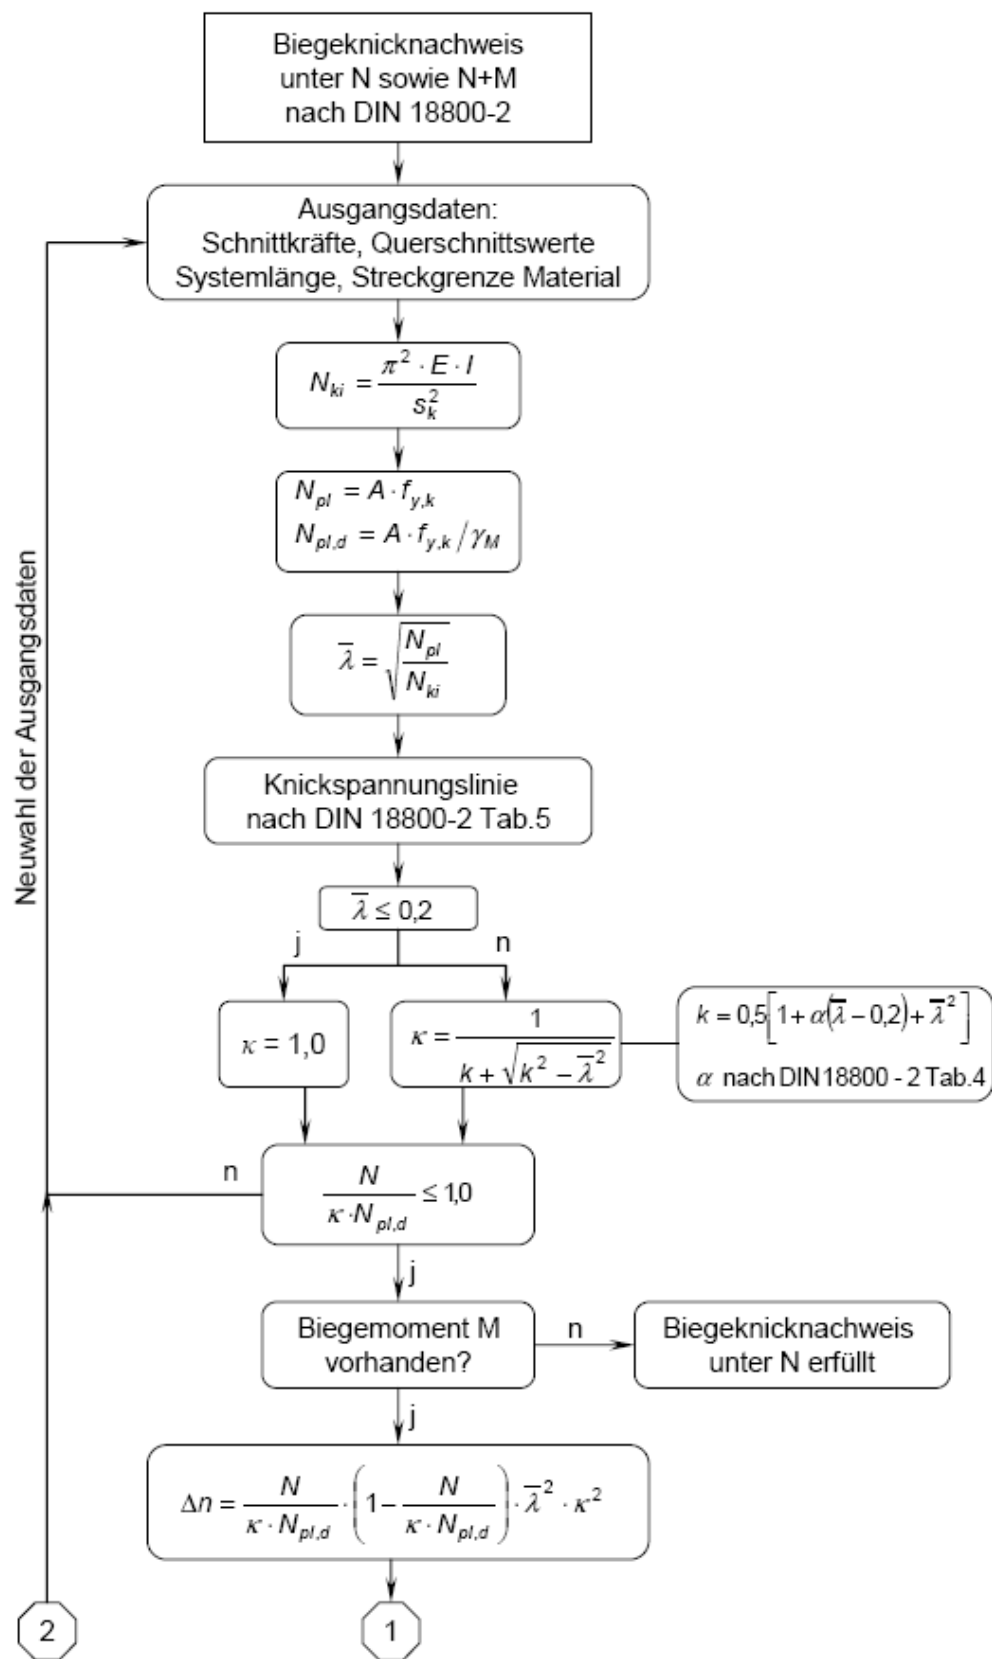 Biegeknicknachweis
unter N sowie N+M
nach DIN 18800-2
Ausgangsdaten:
Schnittkräfte, Querschnittswerte
Systemlänge, Streckgrenze Material
N_ki = π² · E · I / s_k²
N_pl = A · f_y,k
N_pl,d = A · f_y,k / γ_M
λ̅ = √(N_pl / N_ki)
Neuwahl der Ausgangsdaten
Knickspannungslinie
nach DIN 18800-2 Tab.5
λ̅ ≤ 0,2
j
n
κ = 1,0
κ = 1 / (k + √(k² − λ̅²))
k = 0,5[1 + α(λ̅ − 0,2) + λ̅²]
α nach DIN 18800 - 2 Tab.4
n
N / (κ · N_pl,d) ≤ 1,0
j
Biegemoment M
vorhanden?
n
Biegeknicknachweis
unter N erfüllt
j
Δn = N / (κ · N_pl,d) · (1 − N / (κ · N_pl,d)) · λ̅² · κ²
2
1